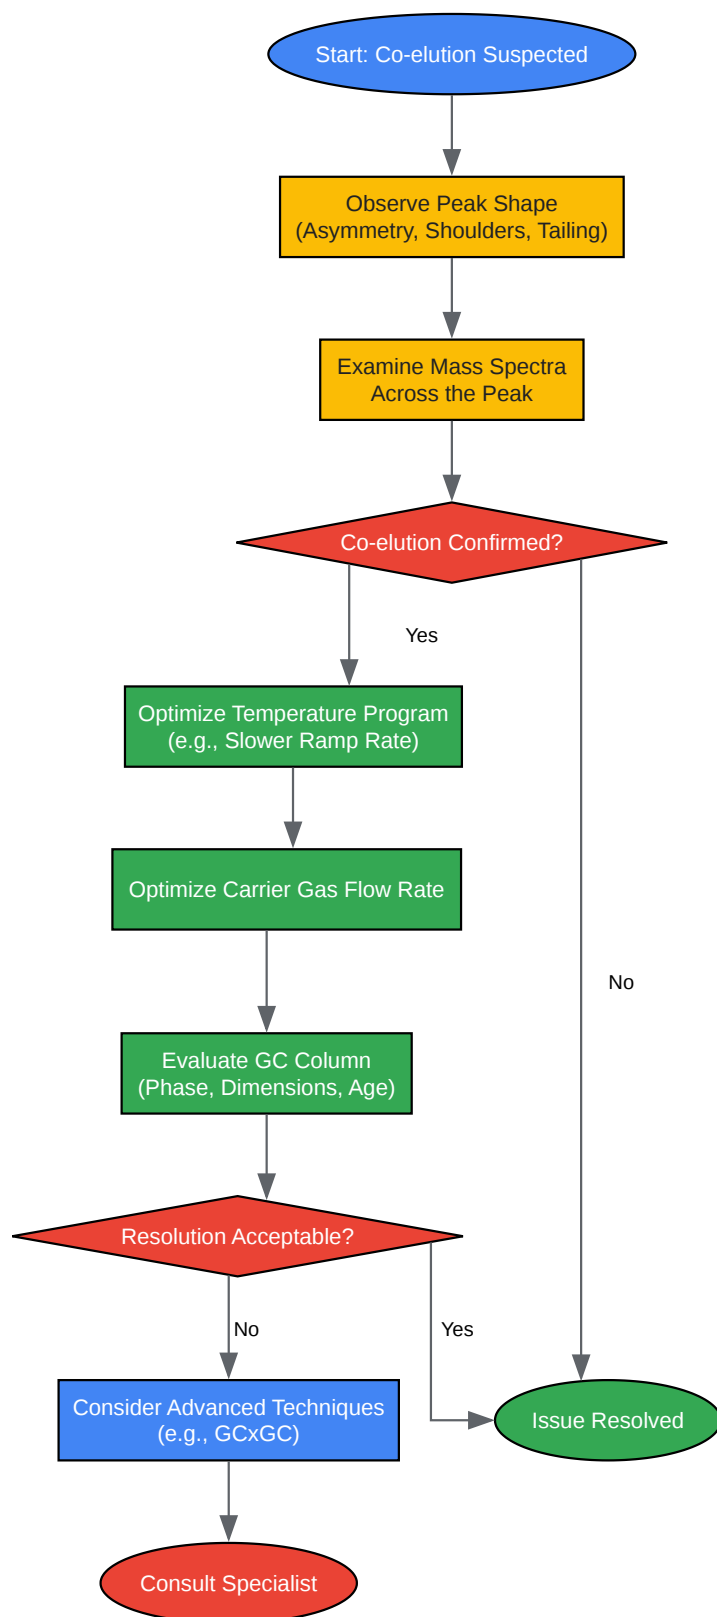 Start: Co-elution Suspected
Observe Peak Shape
(Asymmetry, Shoulders, Tailing)
Examine Mass Spectra
Across the Peak
Co-elution Confirmed?
Yes
Optimize Temperature Program
(e.g., Slower Ramp Rate)
Optimize Carrier Gas Flow Rate
No
Evaluate GC Column
(Phase, Dimensions, Age)
Resolution Acceptable?
No
Yes
Consider Advanced Techniques
(e.g., GCxGC)
Issue Resolved
Consult Specialist